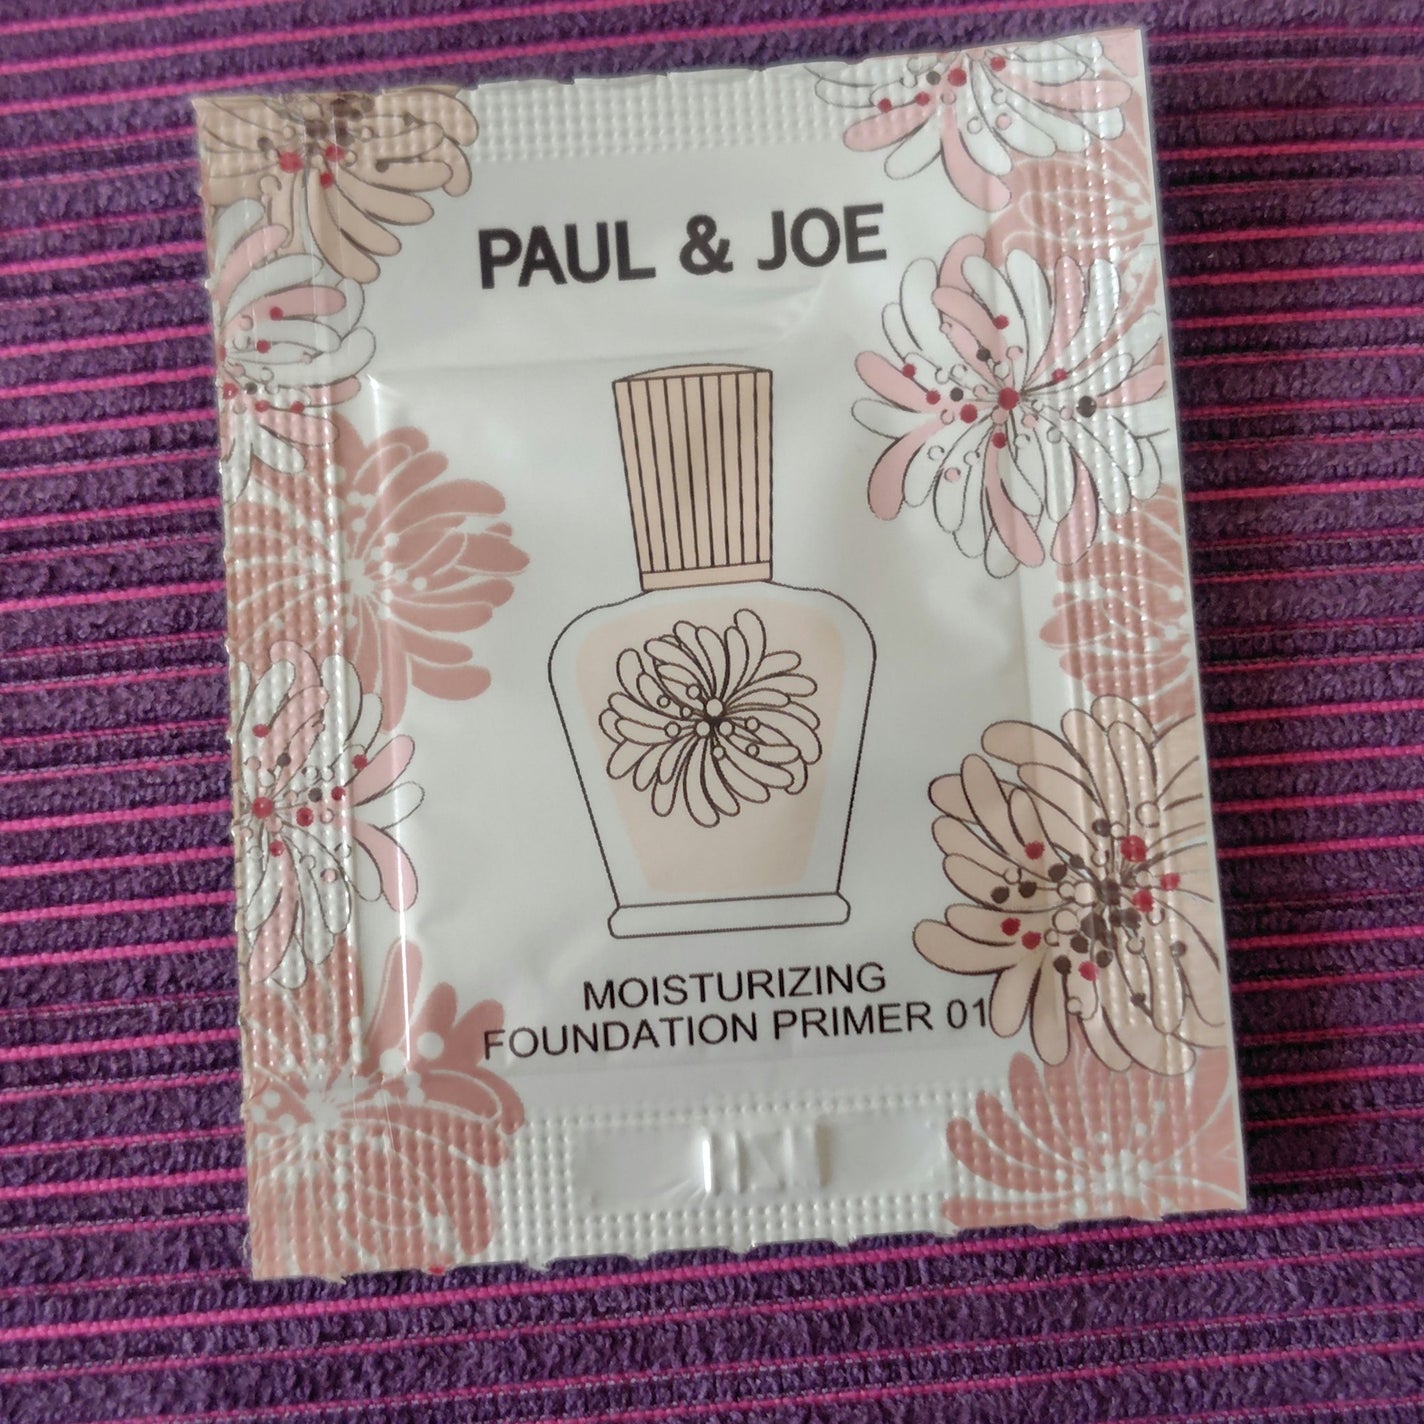 PAUL & JOE
MOISTURIZING
FOUNDATION PRIMER 01